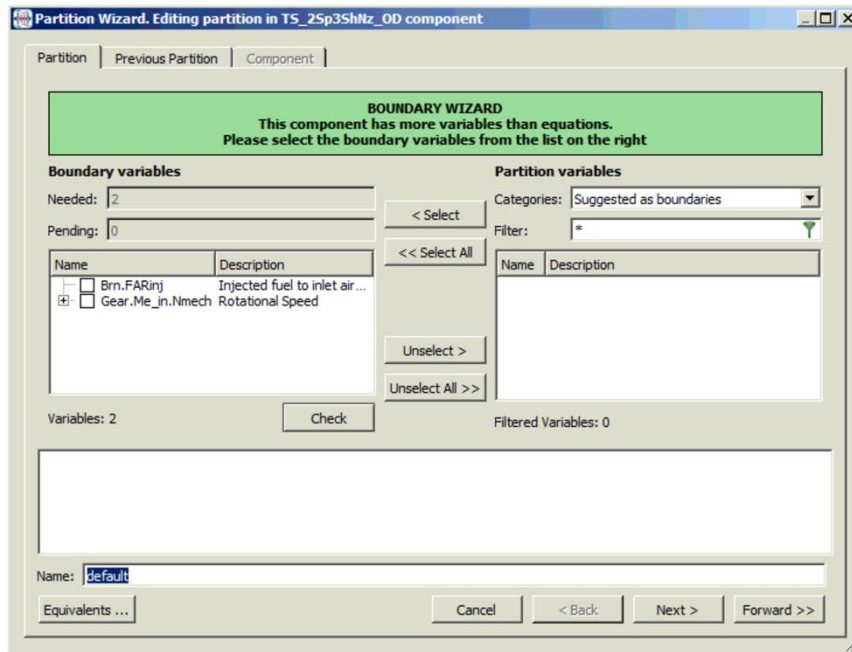 Partition Wizard. Editing partition in TS_2Sp3ShNz_OD component
Partition
Previous Partition
Component
BOUNDARY WIZARD
This component has more variables than equations.
Please select the boundary variables from the list on the right
Boundary variables
Needed: 2
Pending: 0
Name Description
Brn.FARinj Injected fuel to inlet air...
Gear.Me_in.Nmech Rotational Speed
Variables: 2
Check
< Select
<< Select All
Unselect >
Unselect All >>
Partition variables
Categories: Suggested as boundaries
Filter: *
Name Description
Filtered Variables: 0
Name: default
Equivalents ...
Cancel
< Back
Next >
Forward >>